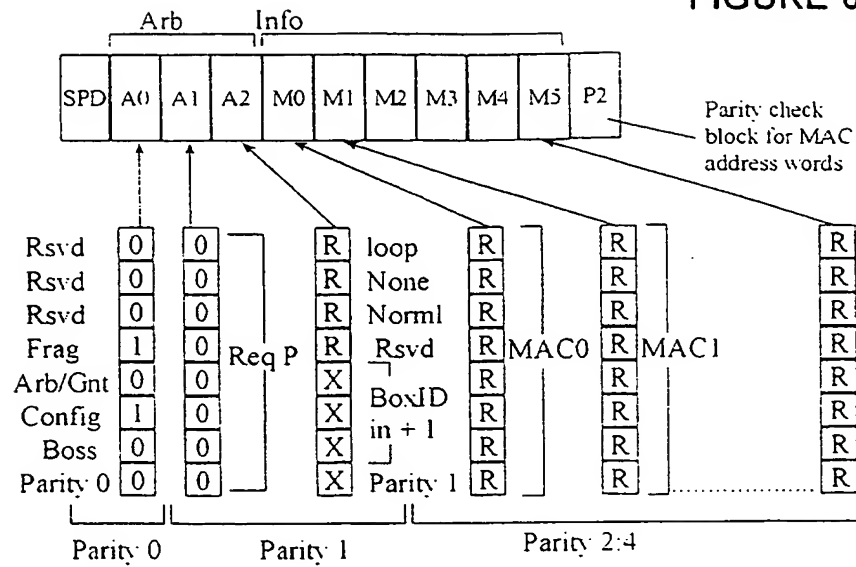 FIGURE
Arb Info
SPD A0 A1 A2 M0 M1 M2 M3 M4 M5 P2
Parity check
block for MAC
address words
Rsvd 0 0 R loop R R R
Rsvd 0 0 R None R R R
Rsvd 0 0 R Norml R R R
Frag 1 0 Req P R Rsvd R MAC0 R MAC1 R
Arb/Gnt 0 0 X BoxID R R R
Config 1 0 X in + 1 R R R
Boss 0 0 X R R R
Parity 0 0 0 X Parity 1 R R R
Parity 0 Parity 1 Parity 2:4